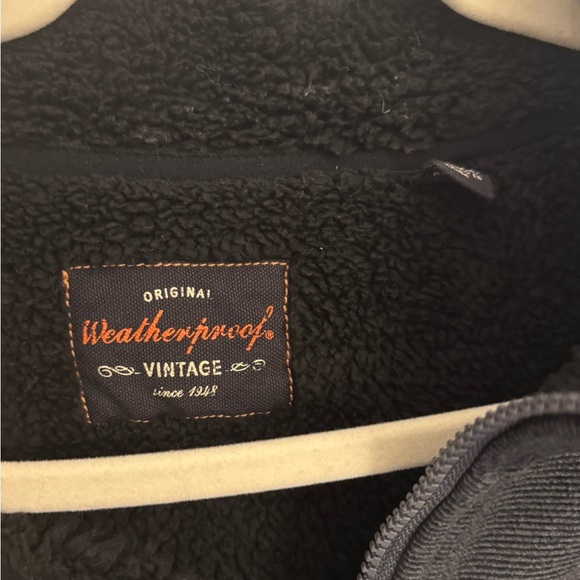 ORIGINAL
Weatherproof®
VINTAGE
since 1948